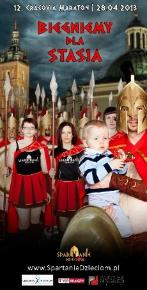 12. Cracovia Maraton | 28.04.2013
Biegniemy
dla
Stasia
Spartanie
Dzieciom
www.SpartanieDzieciom.pl